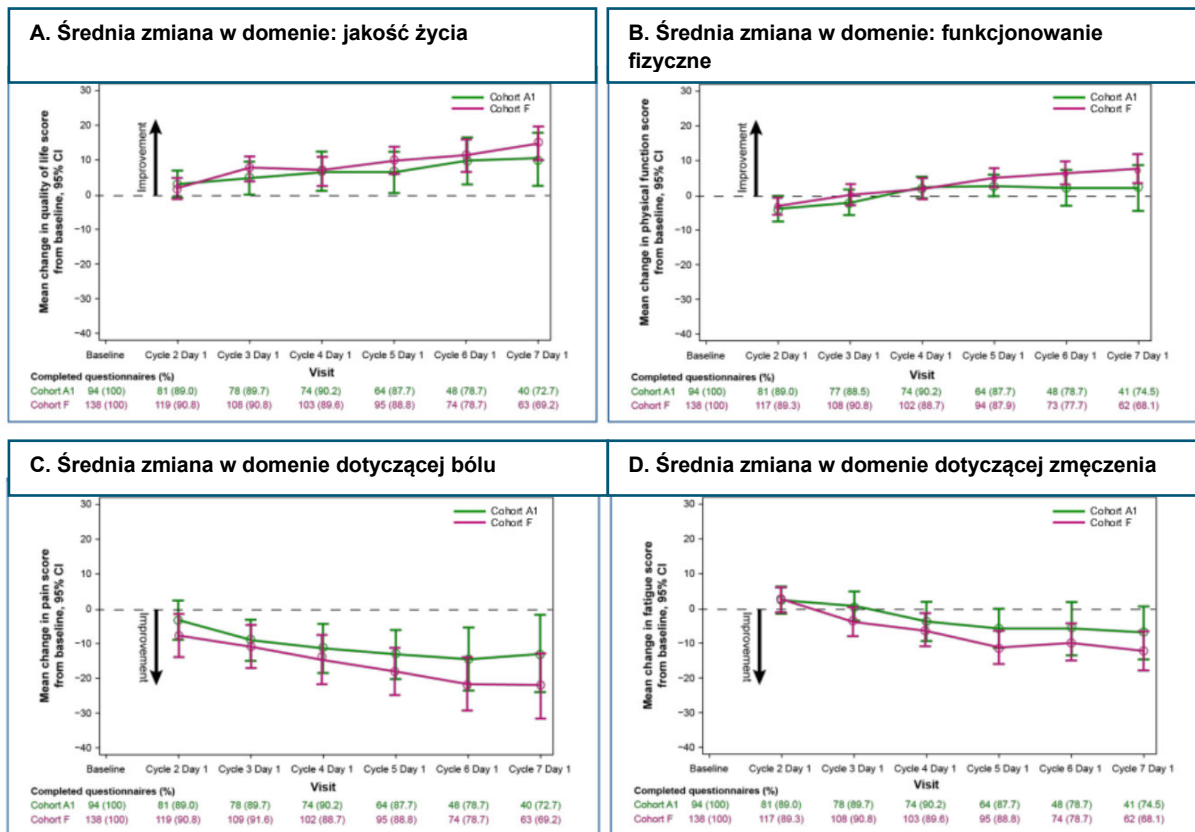 A. Średnia zmiana w domenie: jakość życia
30
20
10
0
−10
−20
−30
−40
Mean change in quality of life score
from baseline, 95% CI
Improvement
Cohort A1
Cohort F
Baseline Cycle 2 Day 1 Cycle 3 Day 1 Cycle 4 Day 1 Cycle 5 Day 1 Cycle 6 Day 1 Cycle 7 Day 1
Visit
Completed questionnaires (%)
Cohort A1 94 (100) 81 (89.0) 78 (89.7) 74 (90.2) 64 (87.7) 48 (78.7) 40 (72.7)
Cohort F 138 (100) 119 (90.8) 108 (90.8) 103 (89.6) 95 (88.8) 74 (78.7) 63 (69.2)
B. Średnia zmiana w domenie: funkcjonowanie
fizyczne
30
20
10
0
−10
−20
−30
−40
Mean change in physical function score
from baseline, 95% CI
Improvement
Cohort A1
Cohort F
Baseline Cycle 2 Day 1 Cycle 3 Day 1 Cycle 4 Day 1 Cycle 5 Day 1 Cycle 6 Day 1 Cycle 7 Day 1
Visit
Completed questionnaires (%)
Cohort A1 94 (100) 81 (89.0) 77 (88.5) 74 (90.2) 64 (87.7) 48 (78.7) 41 (74.5)
Cohort F 138 (100) 117 (89.3) 108 (90.8) 102 (88.7) 94 (87.9) 73 (77.7) 62 (68.1)
C. Średnia zmiana w domenie dotyczącej bólu
30
20
10
0
−10
−20
−30
−40
Mean change in pain score
from baseline, 95% CI
Improvement
Cohort A1
Cohort F
Baseline Cycle 2 Day 1 Cycle 3 Day 1 Cycle 4 Day 1 Cycle 5 Day 1 Cycle 6 Day 1 Cycle 7 Day 1
Visit
Completed questionnaires (%)
Cohort A1 94 (100) 81 (89.0) 78 (89.7) 74 (90.2) 64 (87.7) 48 (78.7) 40 (72.7)
Cohort F 138 (100) 119 (90.8) 109 (91.6) 102 (88.7) 95 (88.8) 74 (78.7) 63 (69.2)
D. Średnia zmiana w domenie dotyczącej zmęczenia
30
20
10
0
−10
−20
−30
−40
Mean change in fatigue score
from baseline, 95% CI
Improvement
Cohort A1
Cohort F
Baseline Cycle 2 Day 1 Cycle 3 Day 1 Cycle 4 Day 1 Cycle 5 Day 1 Cycle 6 Day 1 Cycle 7 Day 1
Visit
Completed questionnaires (%)
Cohort A1 94 (100) 81 (89.0) 78 (89.7) 74 (90.2) 64 (87.7) 48 (78.7) 41 (74.5)
Cohort F 138 (100) 117 (89.3) 108 (90.8) 103 (89.6) 95 (88.8) 74 (78.7) 62 (68.1)